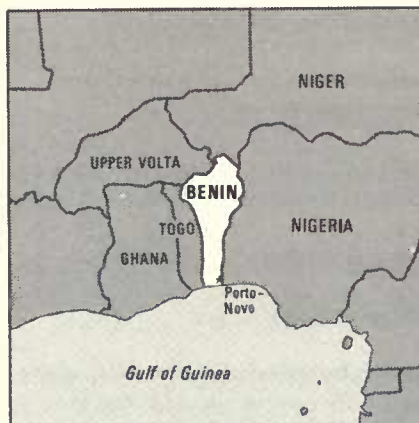 NIGER
UPPER VOLTA
BENIN
TOGO
NIGERIA
GHANA
Porto-
Novo
Gulf of Guinea